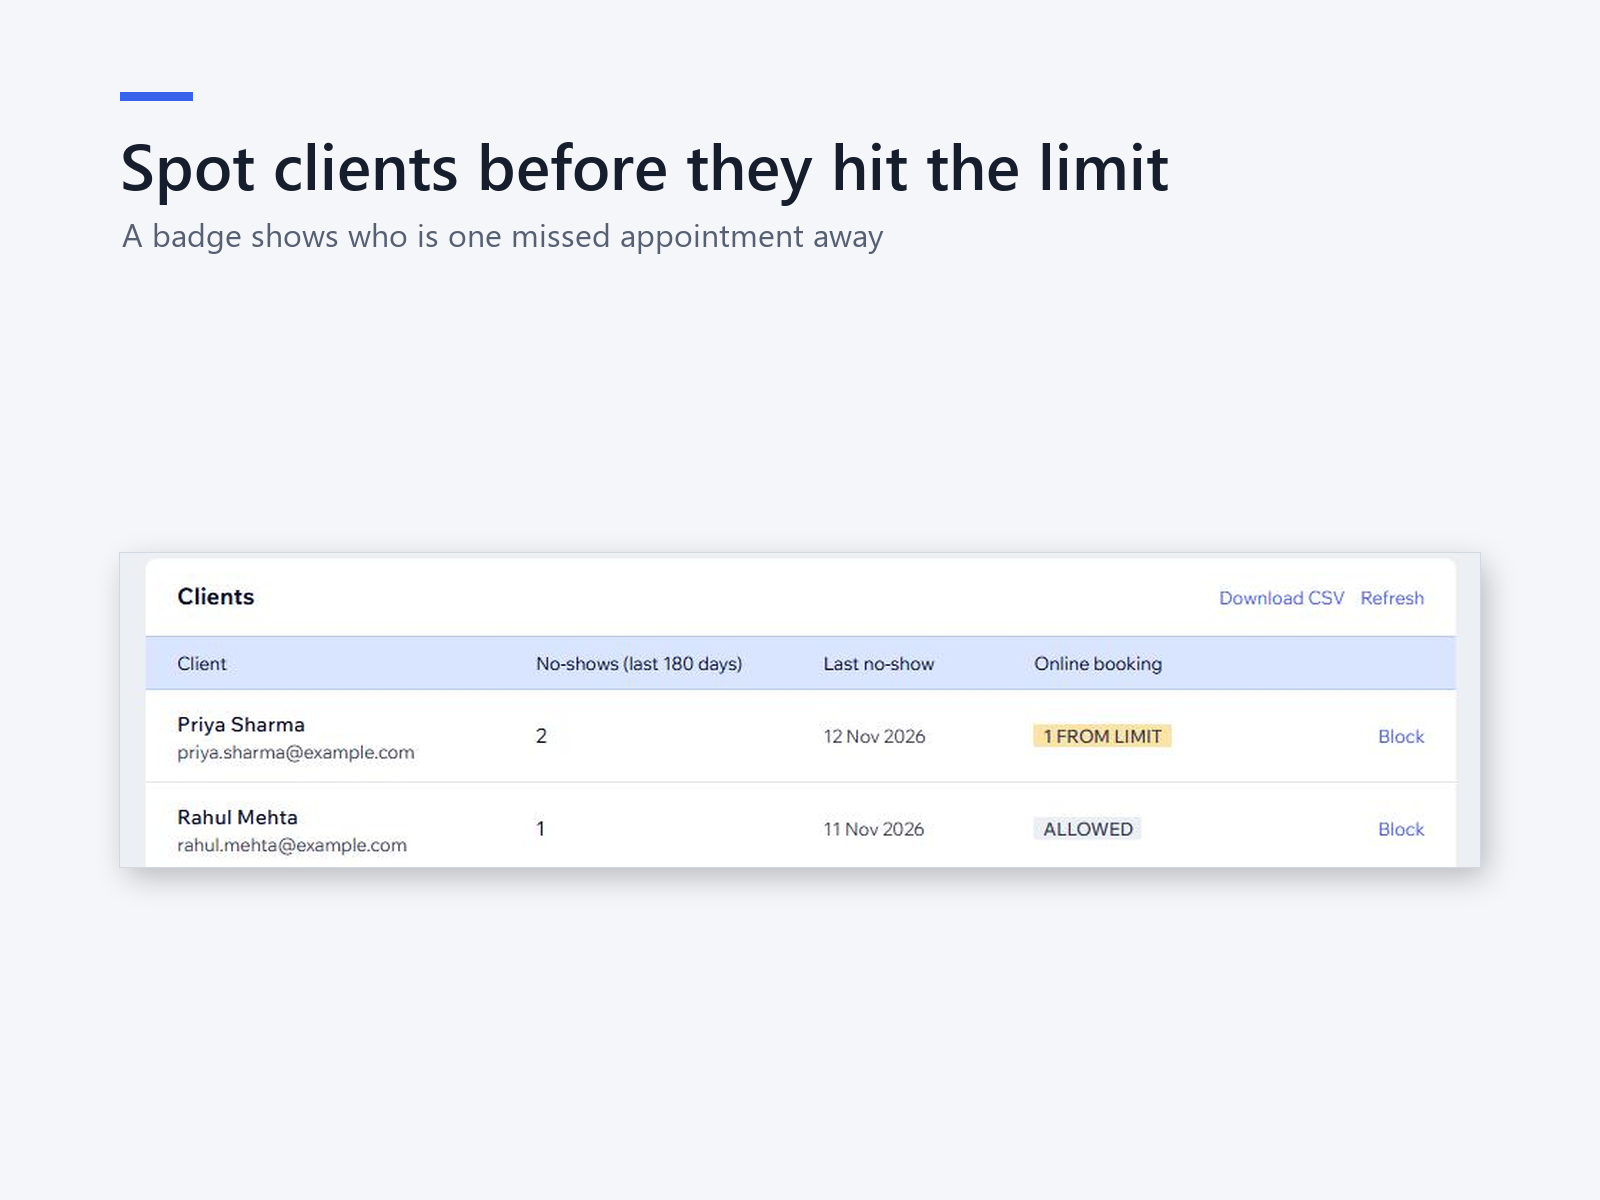 Spot clients before they hit the limit
A badge shows who is one missed appointment away
Clients
Download CSV Refresh
Client No-shows (last 180 days) Last no-show Online booking
Priya Sharma
priya.sharma@example.com
2 12 Nov 2026 1 FROM LIMIT Block
Rahul Mehta
rahul.mehta@example.com
1 11 Nov 2026 ALLOWED Block